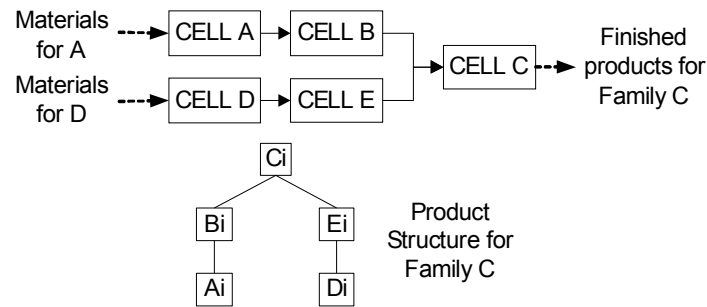 Materials
for A
CELL A
CELL B
Materials
for D
CELL D
CELL E
CELL C
Finished
products for
Family C
Ci
Bi
Ei
Ai
Di
Product
Structure for
Family C